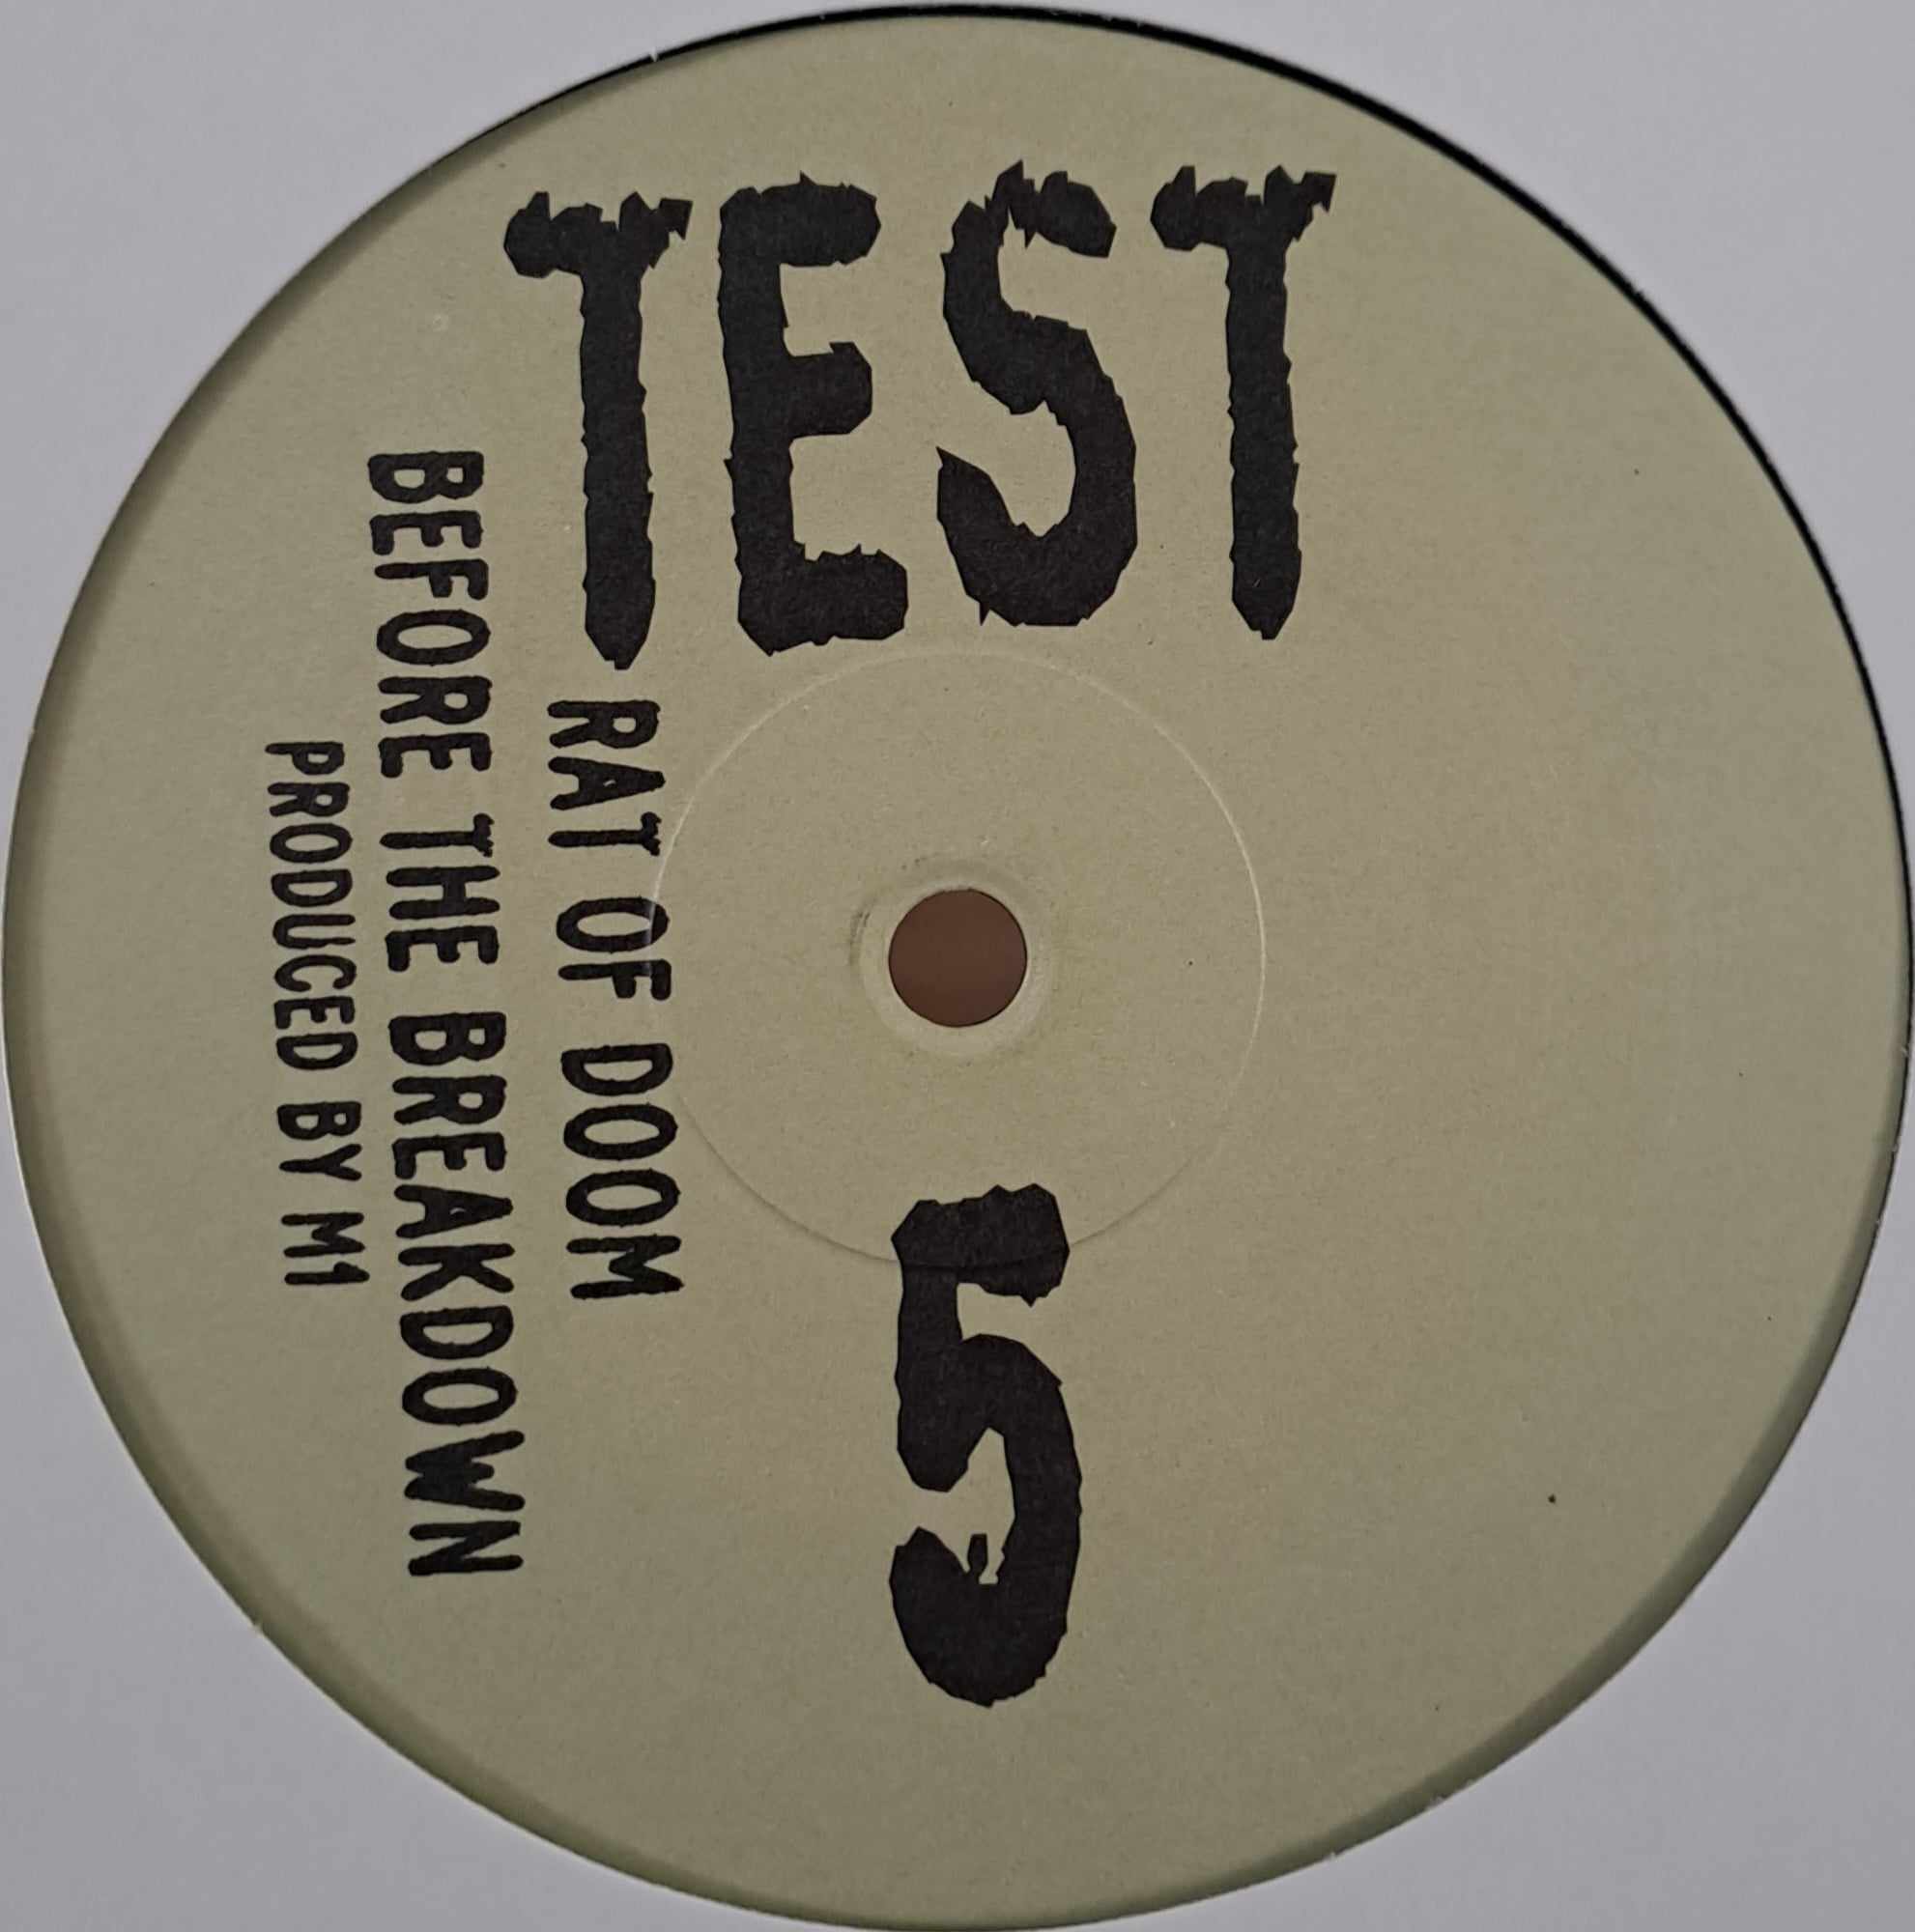 TEST
5
RAT OF DOOM
BEFORE THE BREAKDOWN
PRODUCED BY M1